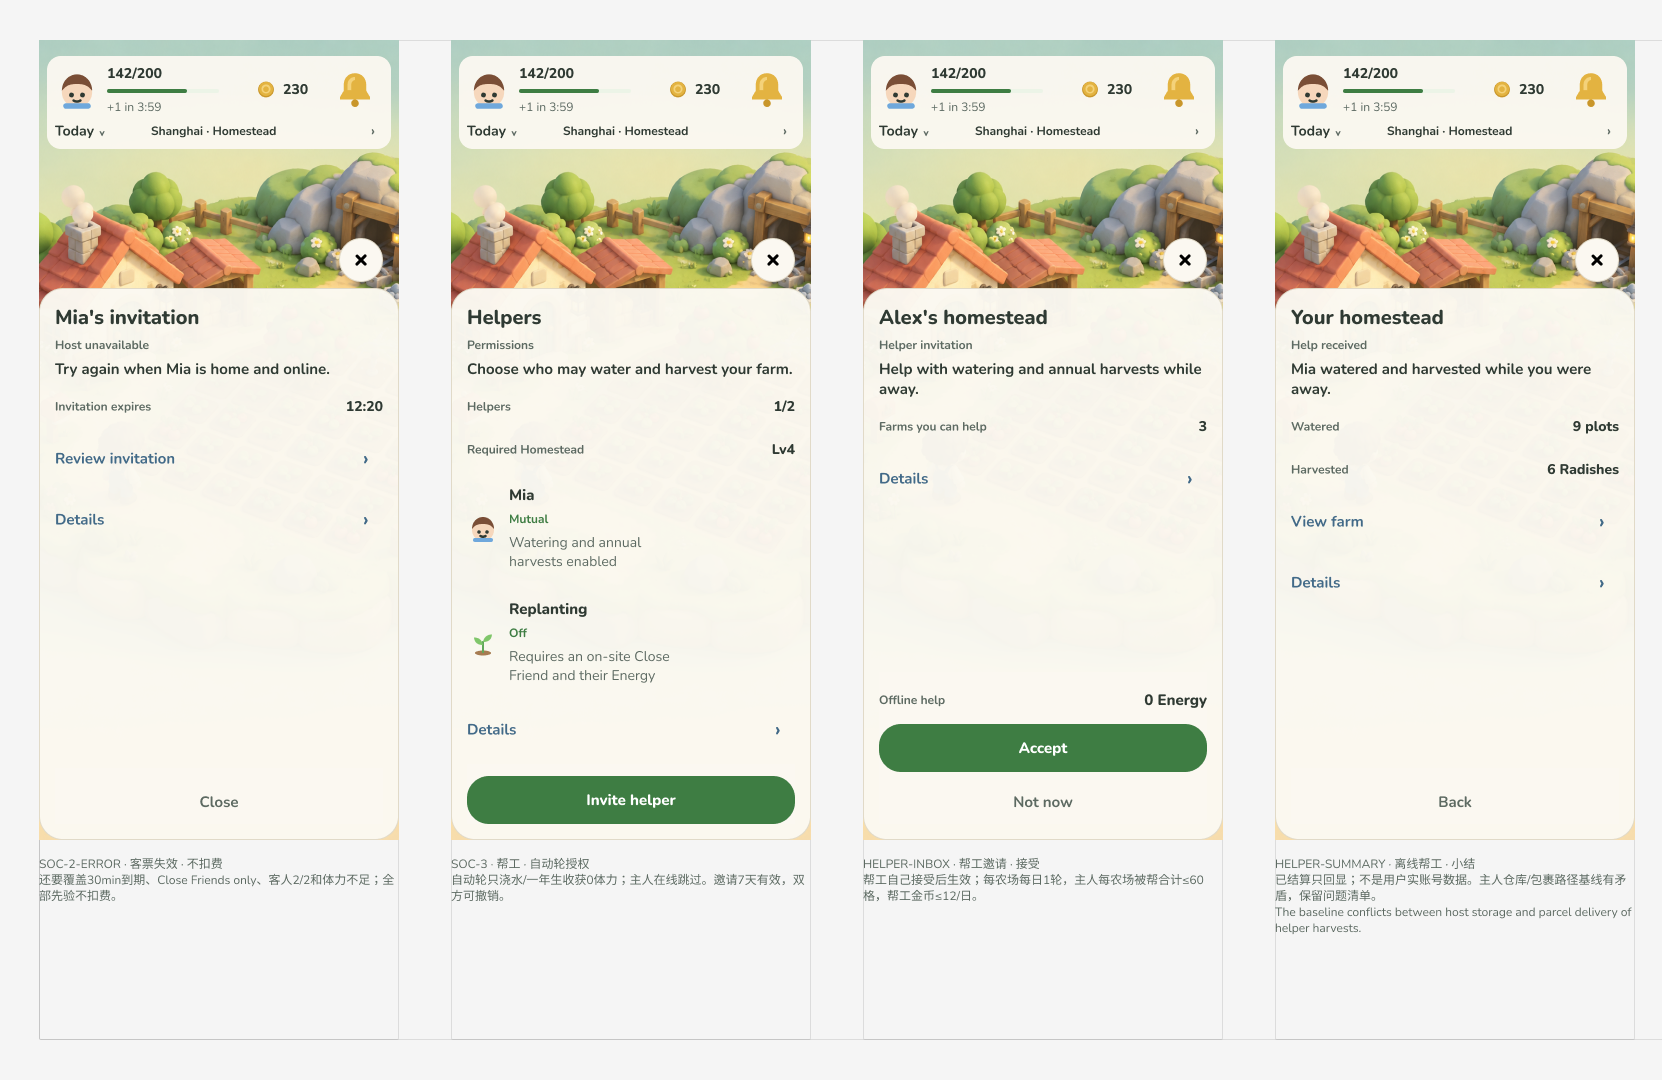 142/200
230
+1 in 3:59
Today
Shanghai · Homestead
Mia's invitation
Host unavailable
Try again when Mia is home and online.
Invitation expires 12:20
Review invitation
Details
Close
SOC-2-ERROR · 客票失效 · 不扣费
还要覆盖30min到期、Close Friends only、客人2/2和体力不足；全
部先验不扣费。
142/200
230
+1 in 3:59
Today
Shanghai · Homestead
Helpers
Permissions
Choose who may water and harvest your farm.
Helpers 1/2
Required Homestead Lv4
Mia
Mutual
Watering and annual
harvests enabled
Replanting
Off
Requires an on-site Close
Friend and their Energy
Details
Invite helper
SOC-3 · 帮工 · 自动轮授权
自动轮只浇水/一年生收获0体力；主人在线跳过。邀请7天有效，双
方可撤销。
142/200
230
+1 in 3:59
Today
Shanghai · Homestead
Alex's homestead
Helper invitation
Help with watering and annual harvests while
away.
Farms you can help 3
Details
Offline help 0 Energy
Accept
Not now
HELPER-INBOX · 帮工邀请 · 接受
帮工自己接受后生效；每农场每日1轮，主人每农场被帮合计≤60
格，帮工金币≤12/日。
142/200
230
+1 in 3:59
Today
Shanghai · Homestead
Your homestead
Help received
Mia watered and harvested while you were
away.
Watered 9 plots
Harvested 6 Radishes
View farm
Details
Back
HELPER-SUMMARY · 离线帮工 · 小结
已结算只回显；不是用户实账号数据。主人仓库/包裹路径基线有矛
盾，保留问题清单。
The baseline conflicts between host storage and parcel delivery of
helper harvests.